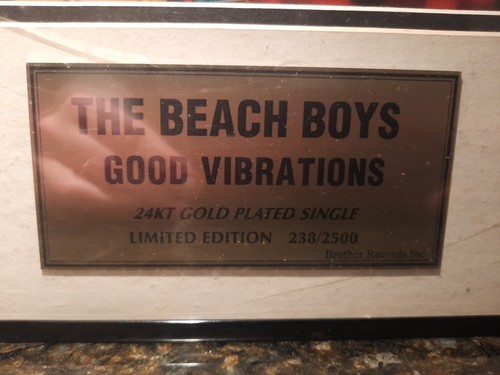 THE BEACH BOYS
GOOD VIBRATIONS
24KT GOLD PLATED SINGLE
LIMITED EDITION 238/2500
Brother Records Inc.